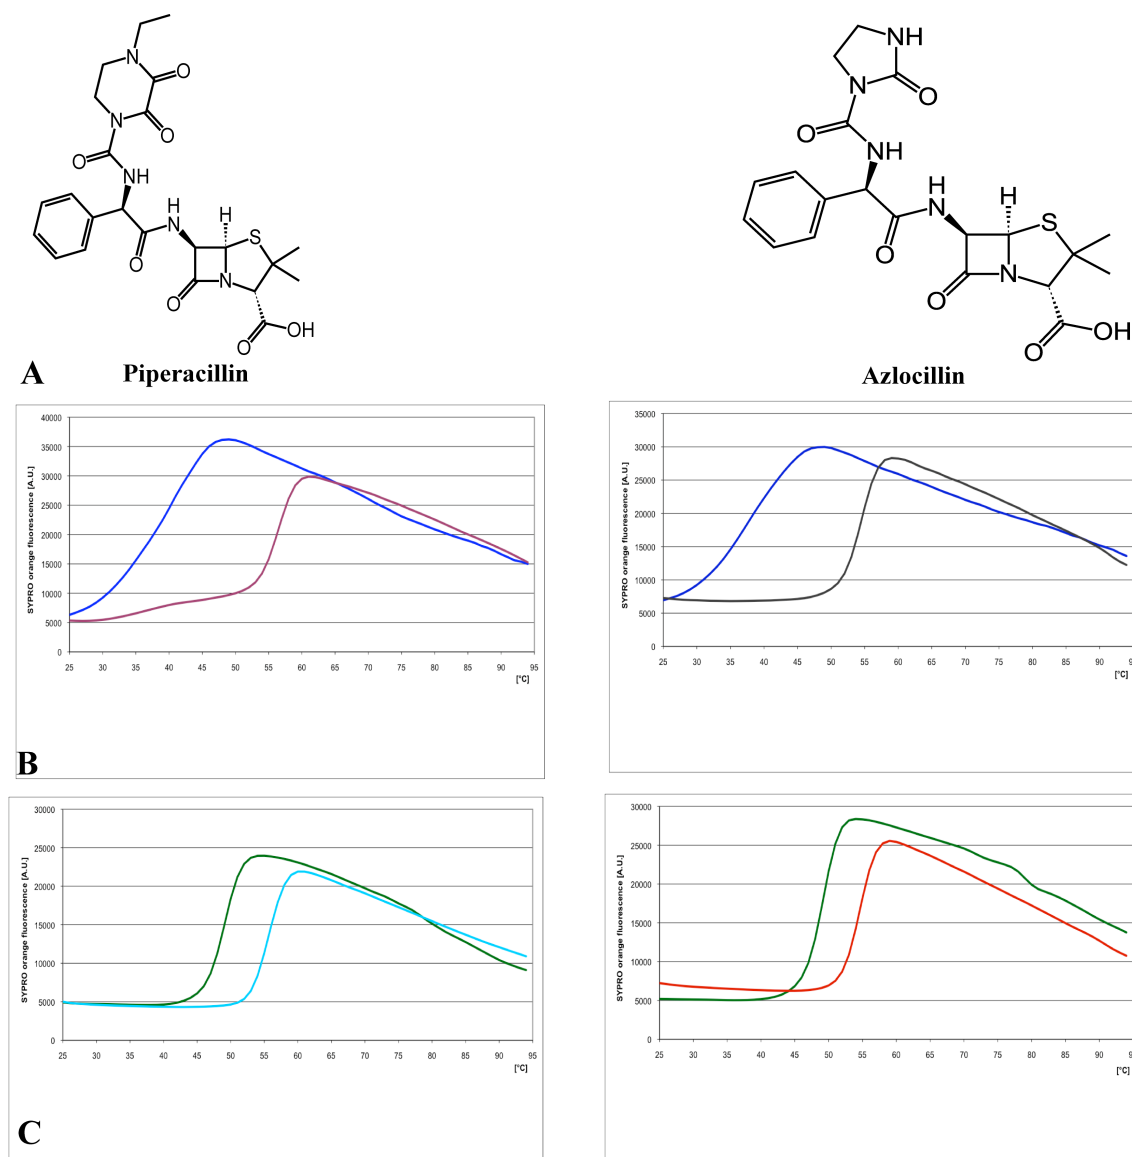 N
N
O
O
O
NH
H
N
H
S
O
O
N
O
OH
A
Piperacillin
NH
N
O
O
NH
H
N
H
S
O
O
N
O
OH
Azlocillin
SYPRO orange fluorescence [A.U.]
40000
35000
30000
25000
20000
15000
10000
5000
0
25 30 35 40 45 50 55 60 65 70 75 80 85 90 95
[°C]
B
SYPRO orange fluorescence [A.U.]
35000
30000
25000
20000
15000
10000
5000
0
25 30 35 40 45 50 55 60 65 70 75 80 85 90
[°C]
SYPRO orange fluorescence [A.U.]
30000
25000
20000
15000
10000
5000
0
25 30 35 40 45 50 55 60 65 70 75 80 85 90 95
[°C]
C
SYPRO orange fluorescence [A.U.]
30000
25000
20000
15000
10000
5000
0
25 30 35 40 45 50 55 60 65 70 75 80 85 90
[°C]